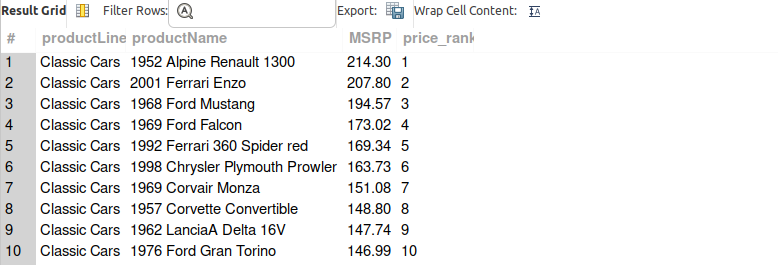 Result Grid Filter Rows: Export: Wrap Cell Content: IA
# productLine productName MSRP price_rank
1 Classic Cars 1952 Alpine Renault 1300 214.30 1
2 Classic Cars 2001 Ferrari Enzo 207.80 2
3 Classic Cars 1968 Ford Mustang 194.57 3
4 Classic Cars 1969 Ford Falcon 173.02 4
5 Classic Cars 1992 Ferrari 360 Spider red 169.34 5
6 Classic Cars 1998 Chrysler Plymouth Prowler 163.73 6
7 Classic Cars 1969 Corvair Monza 151.08 7
8 Classic Cars 1957 Corvette Convertible 148.80 8
9 Classic Cars 1962 LanciaA Delta 16V 147.74 9
10 Classic Cars 1976 Ford Gran Torino 146.99 10